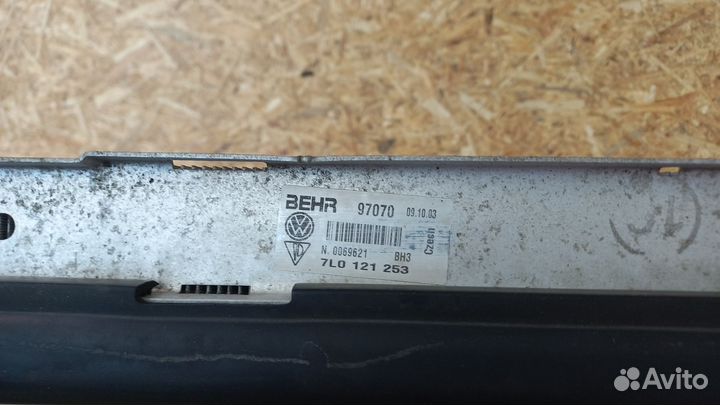 BEHR 97070 09.10.03
Czech
N. 0069621 BH3
7L0 121 253
Avito